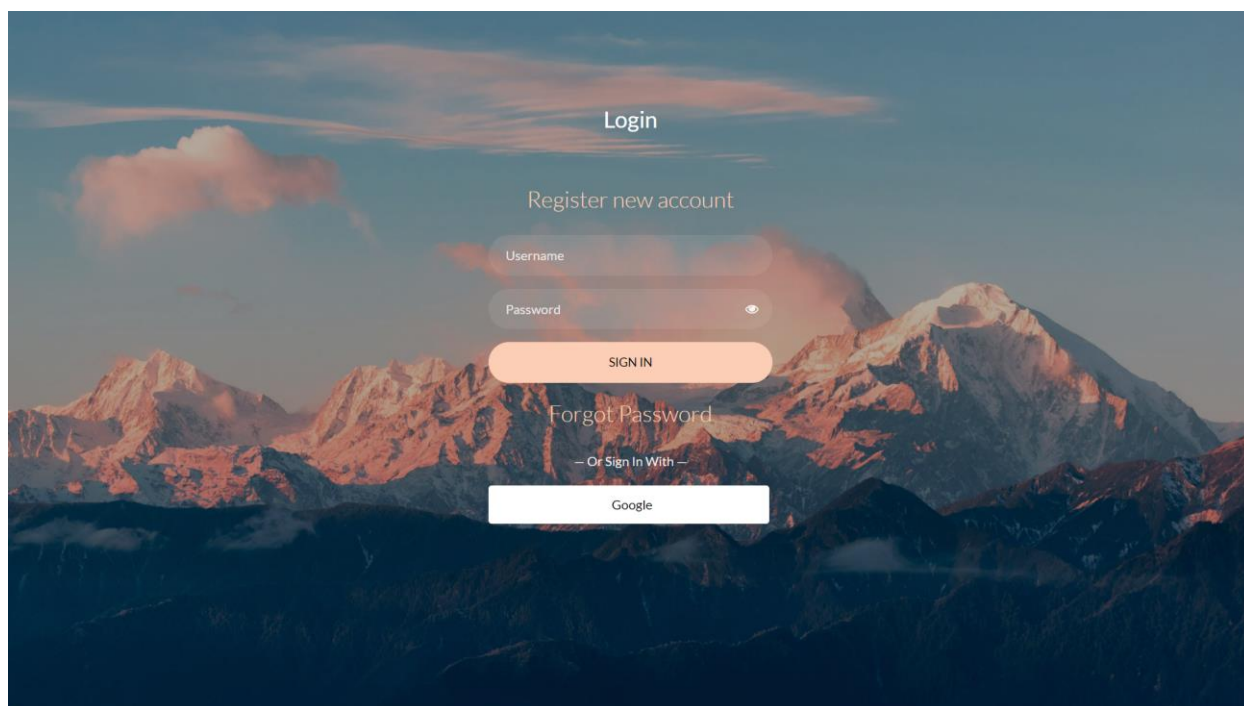 Login
Register new account
Username
Password
SIGN IN
Forgot Password
— Or Sign In With —
Google